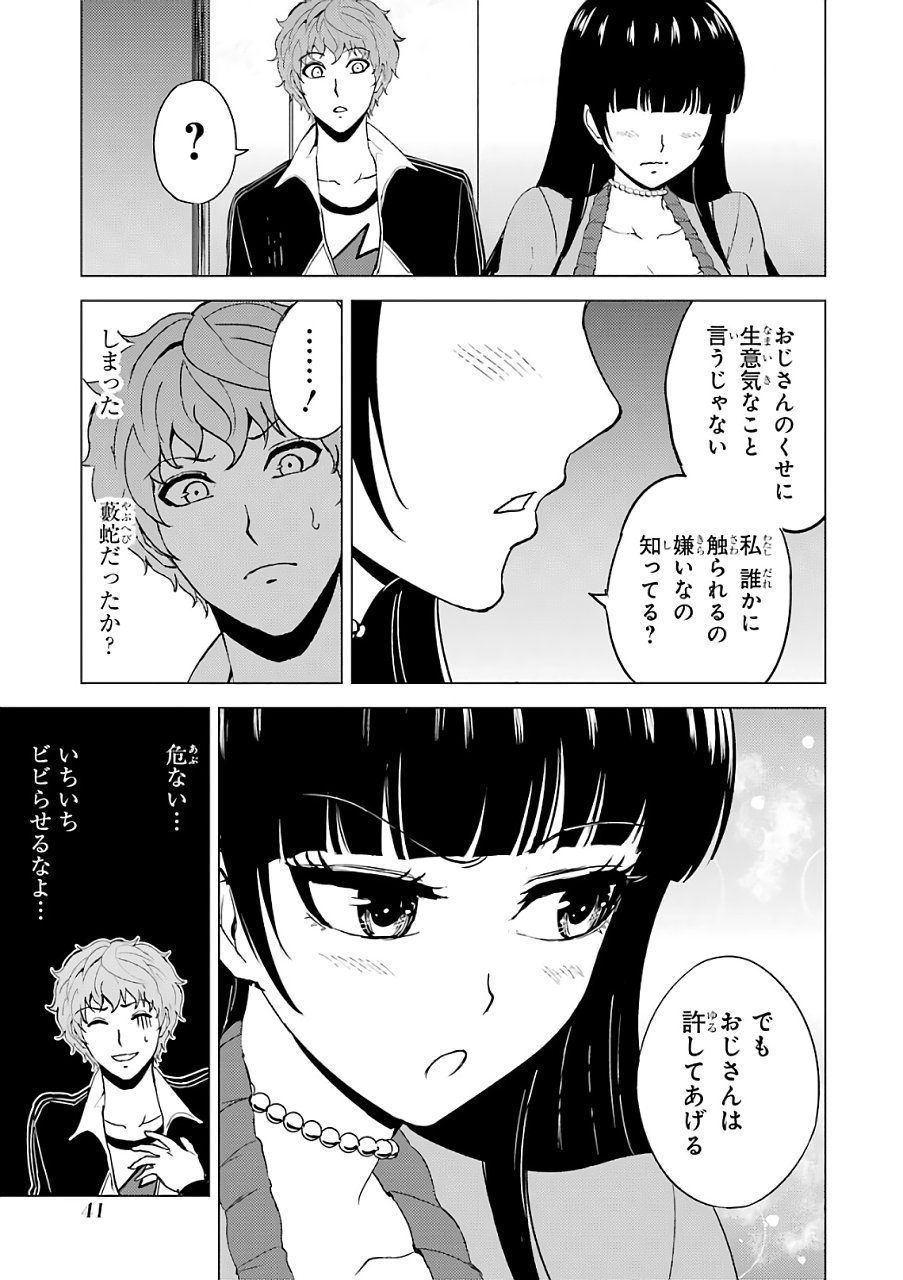 ?
おじさんのくせに
生意気なこと
言うじゃない
私 誰かに
触られるの
嫌いなの
知ってる?
……!
しまった
藪蛇だったか?
でも
おじさんは
許してあげる
危ない…
いちいち
ビビらせるなよ…
41